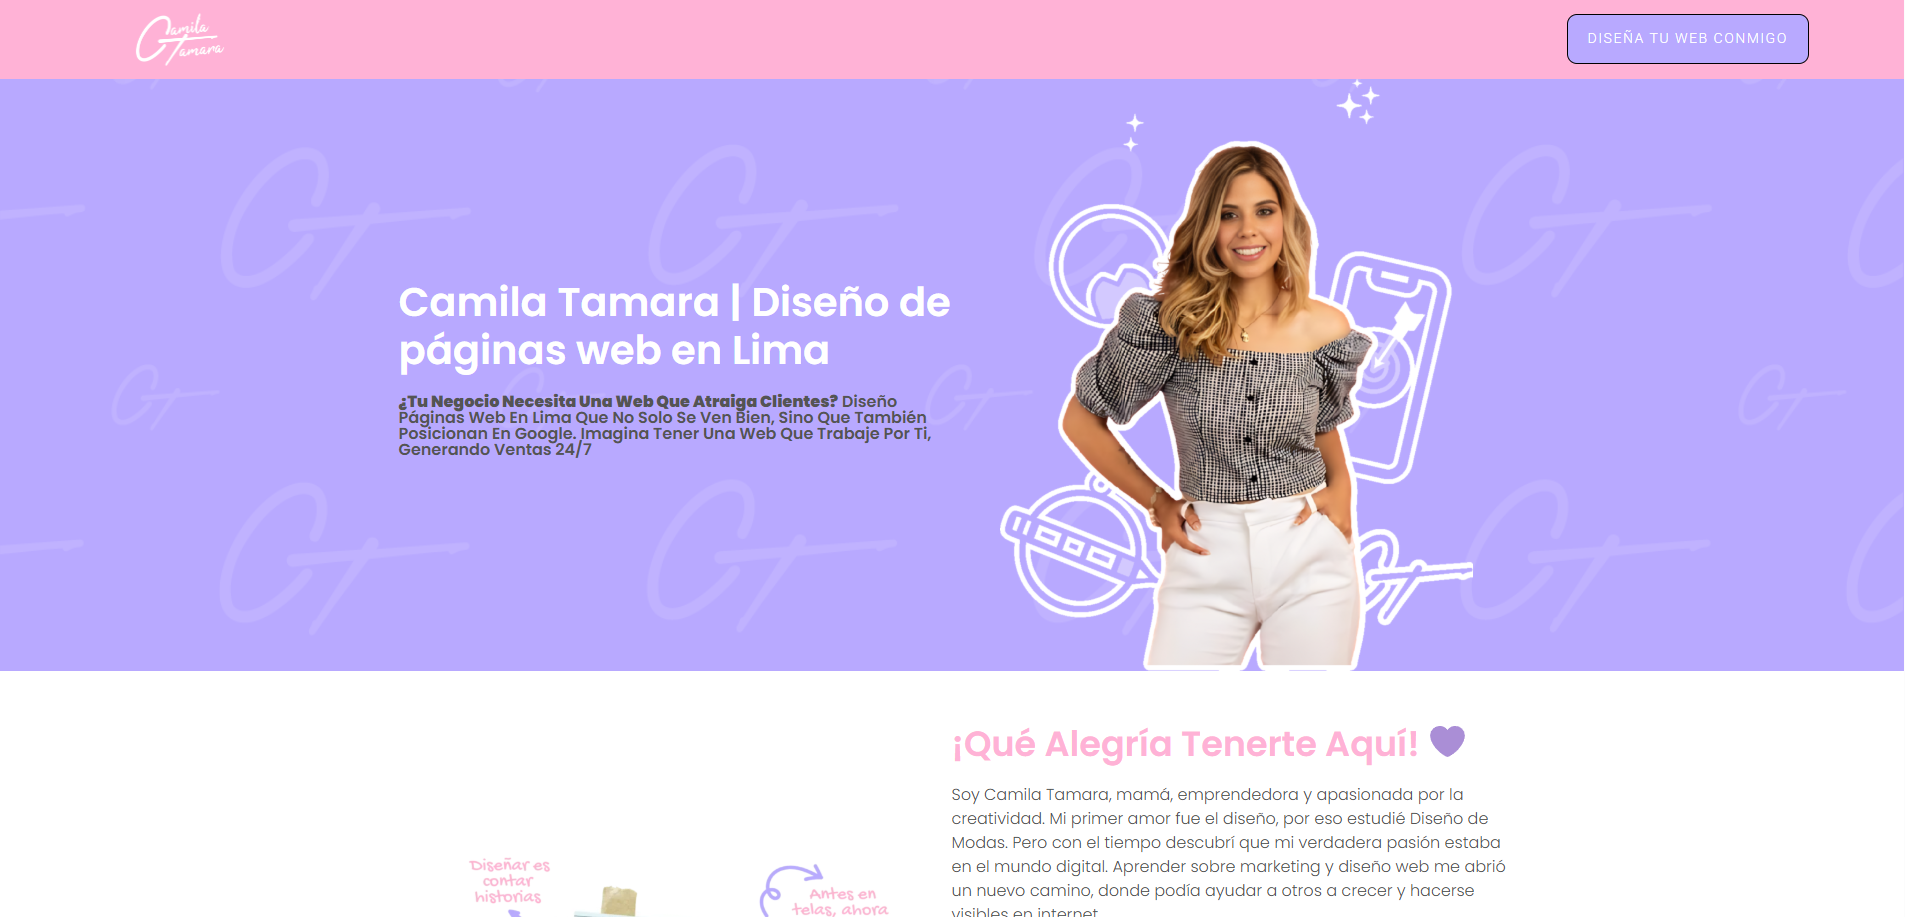 Camila
Tamara
DISEÑA TU WEB CONMIGO
Camila Tamara | Diseño de
páginas web en Lima
¿Tu Negocio Necesita Una Web Que Atraiga Clientes? Diseño
Páginas Web En Lima Que No Solo Se Ven Bien, Sino Que También
Posicionan En Google. Imagina Tener Una Web Que Trabaje Por Ti,
Generando Ventas 24/7
¡Qué Alegría Tenerte Aquí! 💜
Soy Camila Tamara, mamá, emprendedora y apasionada por la
creatividad. Mi primer amor fue el diseño, por eso estudié Diseño de
Modas. Pero con el tiempo descubrí que mi verdadera pasión estaba
en el mundo digital. Aprender sobre marketing y diseño web me abrió
un nuevo camino, donde podía ayudar a otros a crecer y hacerse
visibles en internet.
Diseñar es
contar
historias
Antes en
telas, ahora